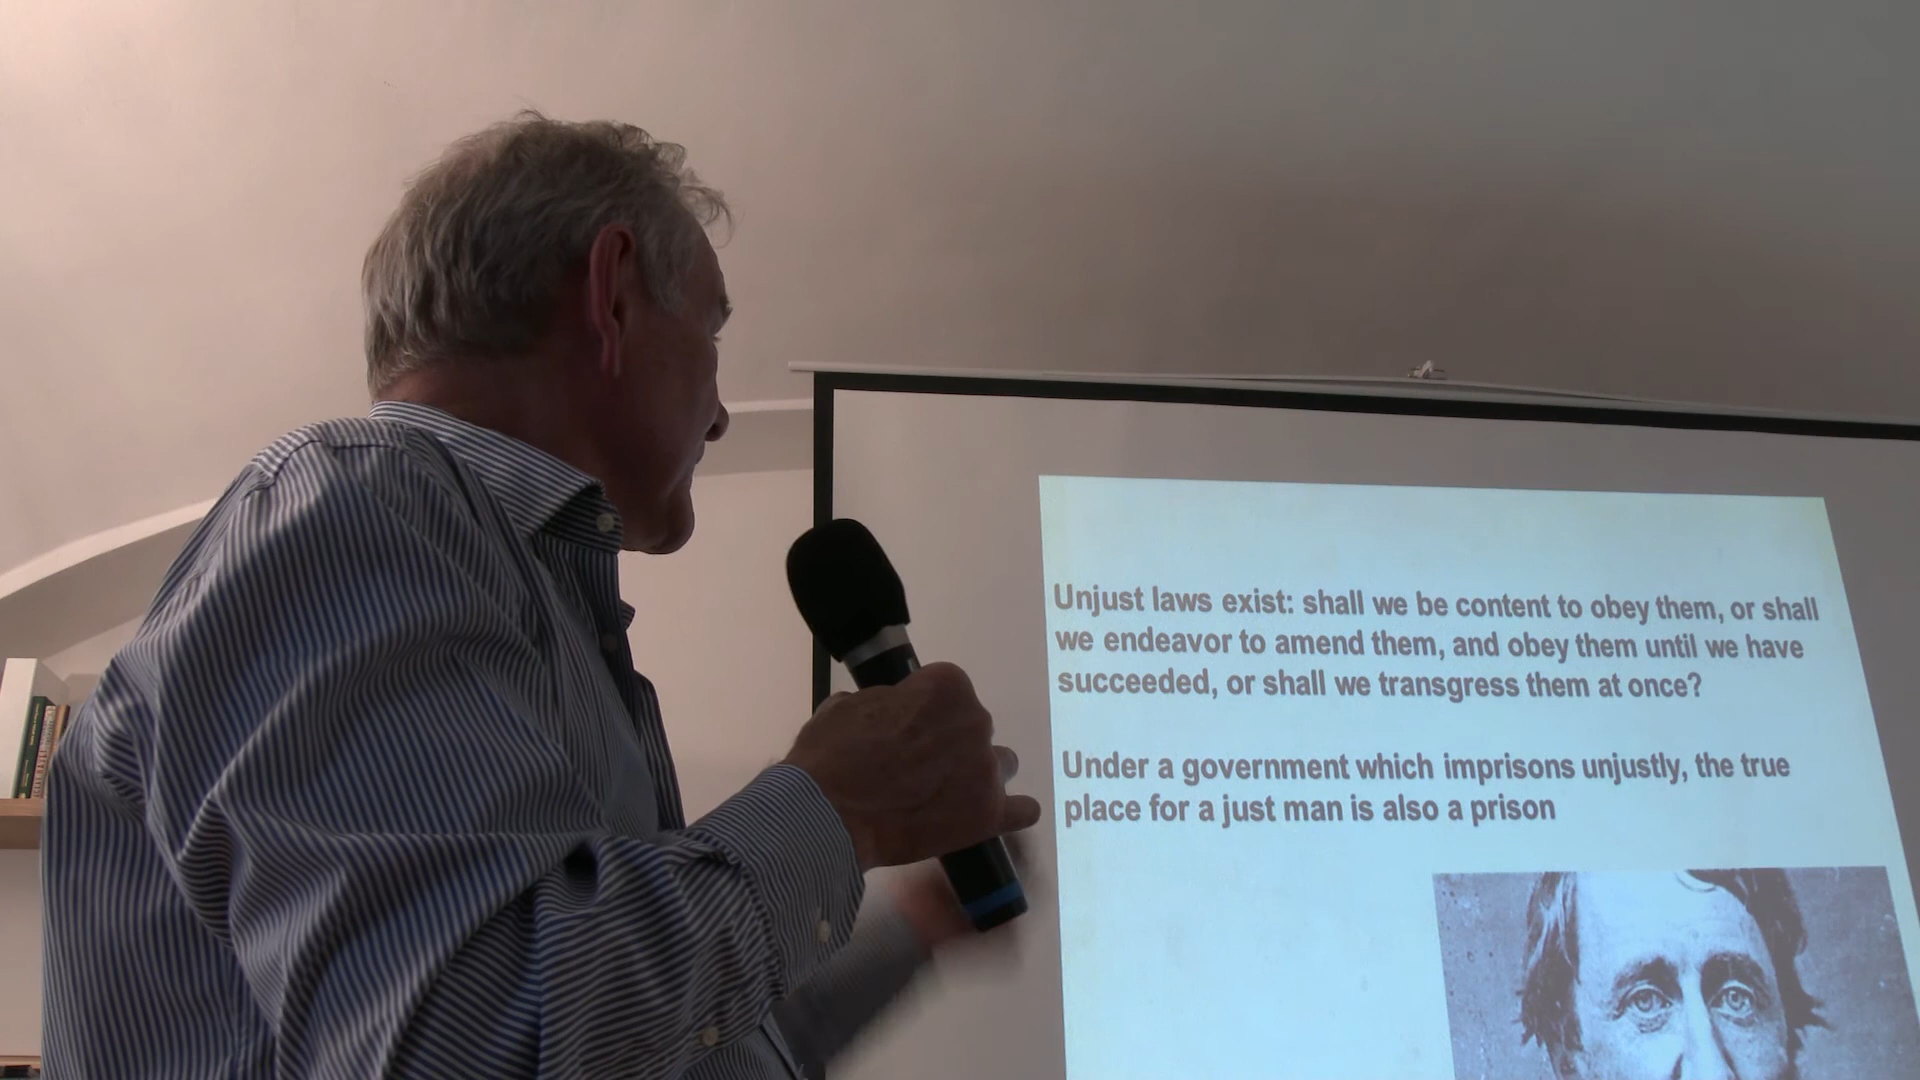 Unjust laws exist: shall we be content to obey them, or shall
we endeavor to amend them, and obey them until we have
succeeded, or shall we transgress them at once?
Under a government which imprisons unjustly, the true
place for a just man is also a prison